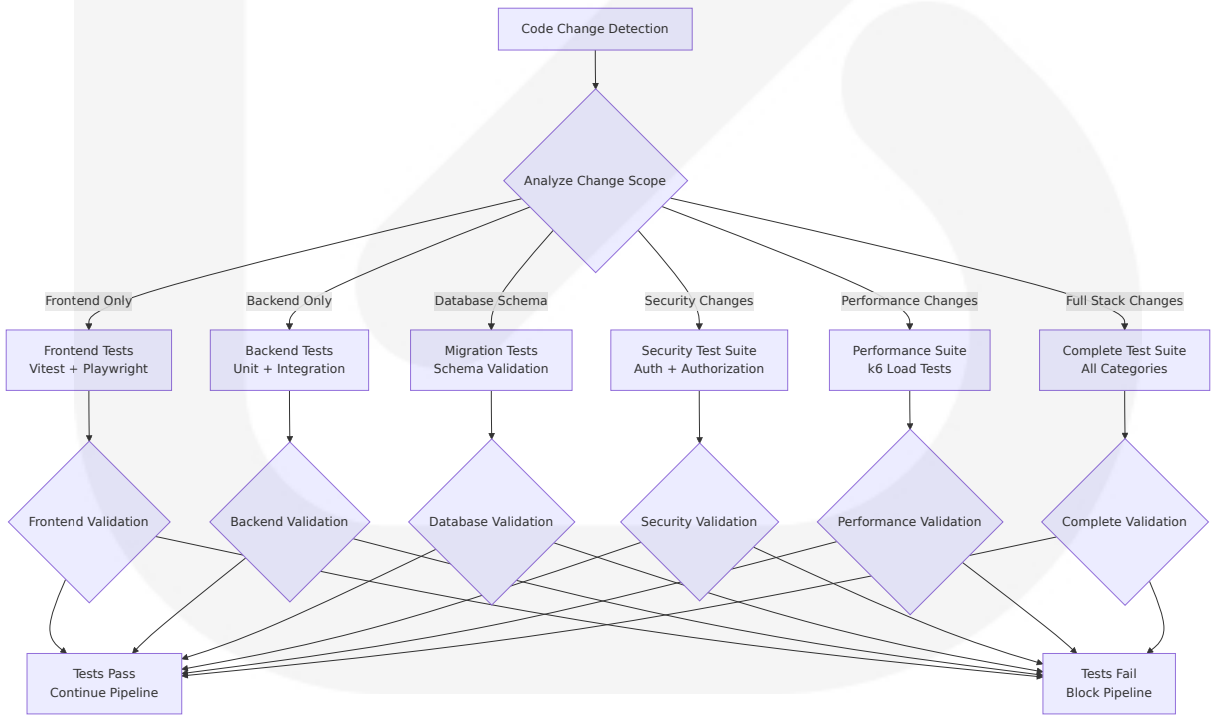 Code Change Detection
Analyze Change Scope
Frontend Only
Backend Only
Database Schema
Security Changes
Performance Changes
Full Stack Changes
Frontend Tests
Vitest + Playwright
Backend Tests
Unit + Integration
Migration Tests
Schema Validation
Security Test Suite
Auth + Authorization
Performance Suite
k6 Load Tests
Complete Test Suite
All Categories
Frontend Validation
Backend Validation
Database Validation
Security Validation
Performance Validation
Complete Validation
Tests Pass
Continue Pipeline
Tests Fail
Block Pipeline